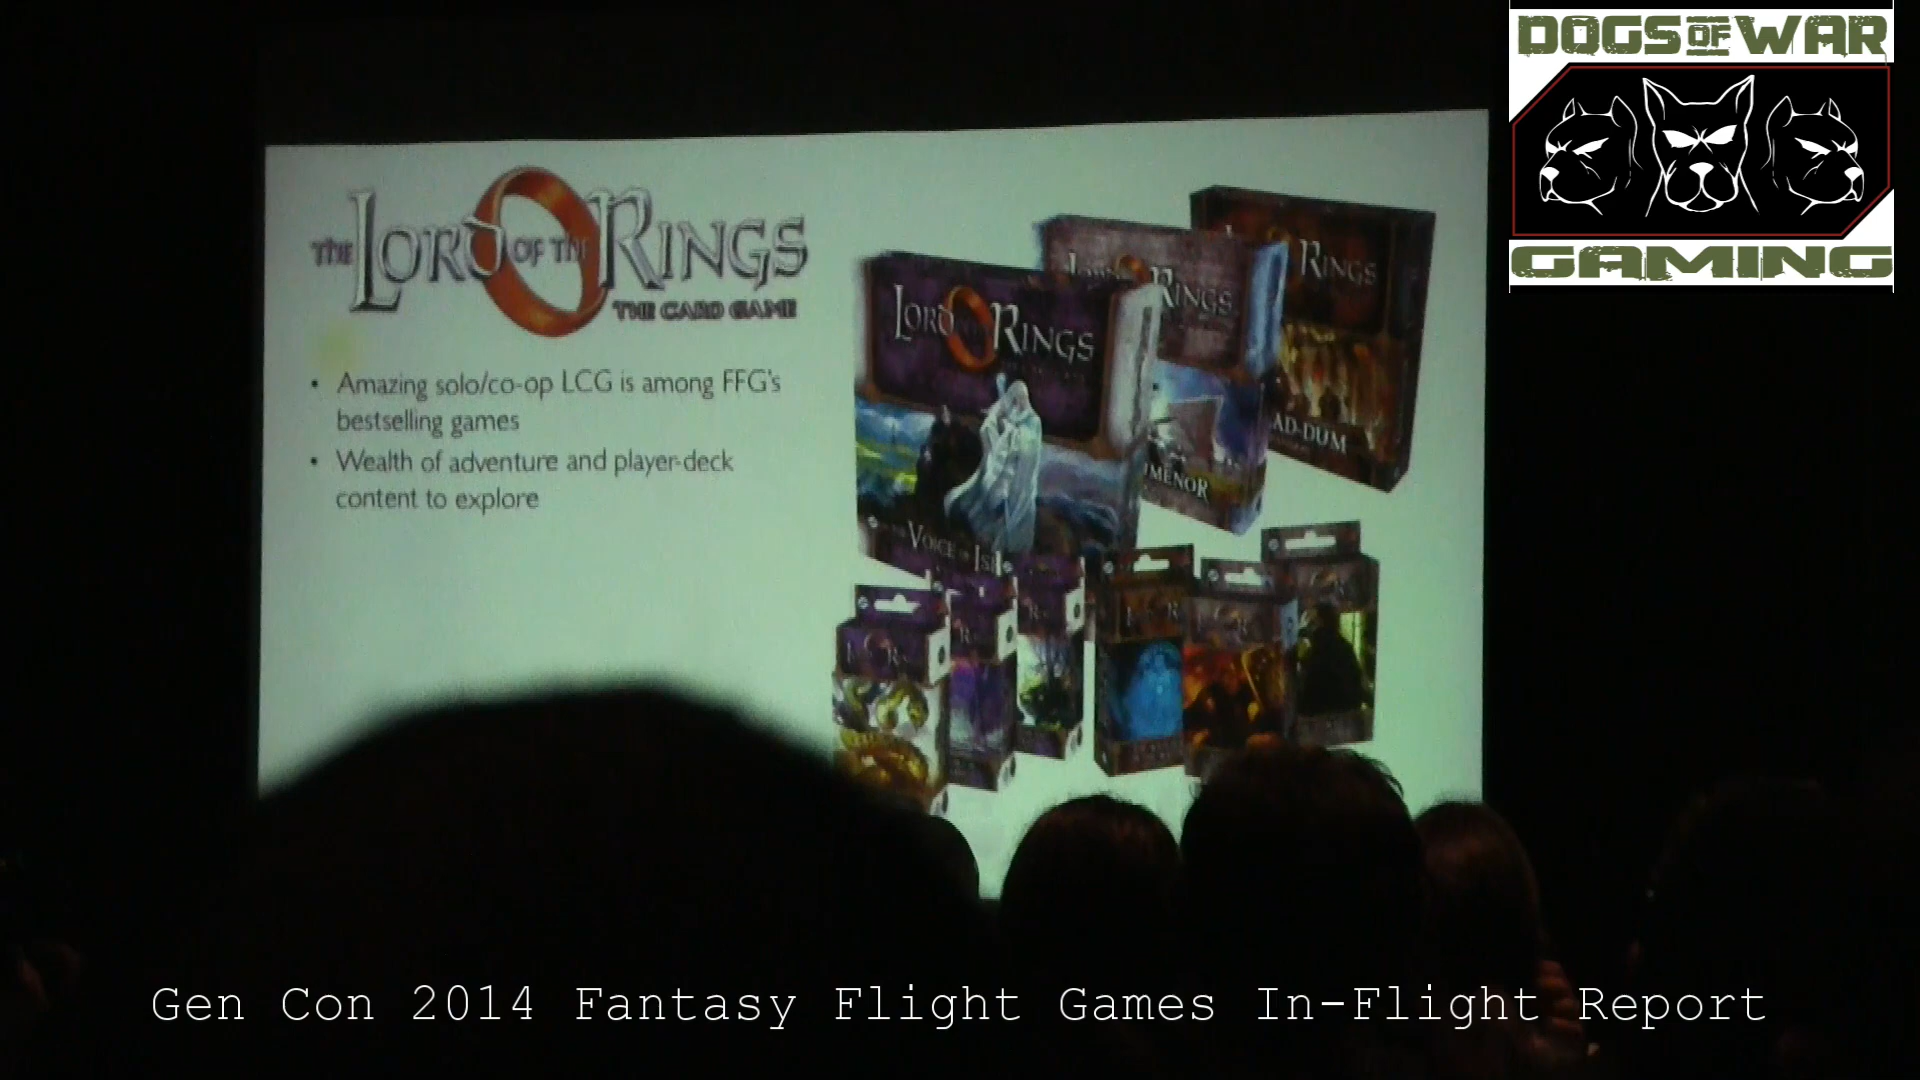 DOGS OF WAR
GAMING
THE LORD OF THE RINGS
THE CARD GAME
• Amazing solo/co-op LCG is among FFG's
bestselling games
• Wealth of adventure and player-deck
content to explore
LORD RINGS
RINGS
RINGS
AD-DUM
MENOR
VOICE OF IS
Gen Con 2014 Fantasy Flight Games In-Flight Report